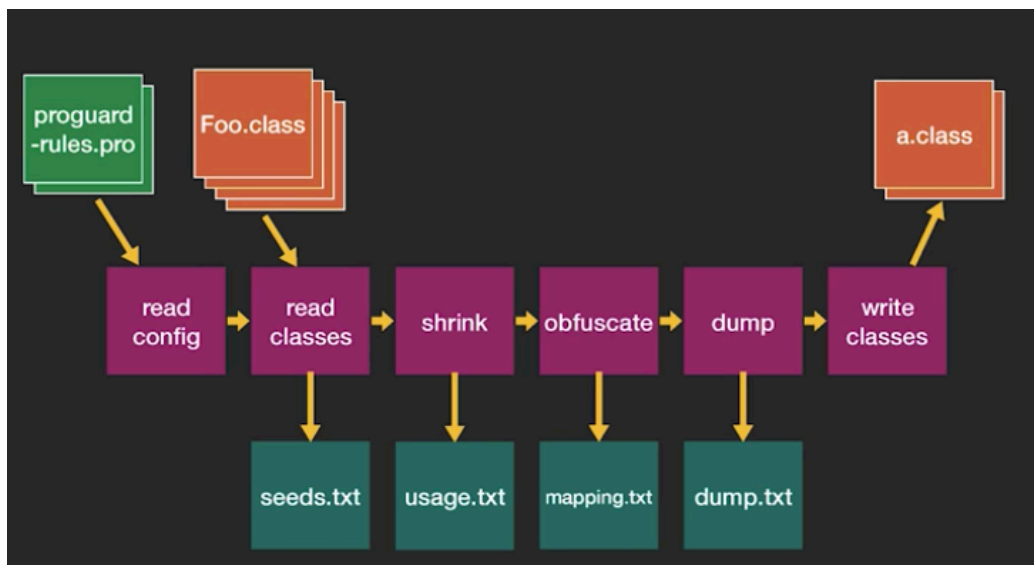 proguard
-rules.pro
Foo.class
a.class
read
config
read
classes
shrink
obfuscate
dump
write
classes
seeds.txt
usage.txt
mapping.txt
dump.txt